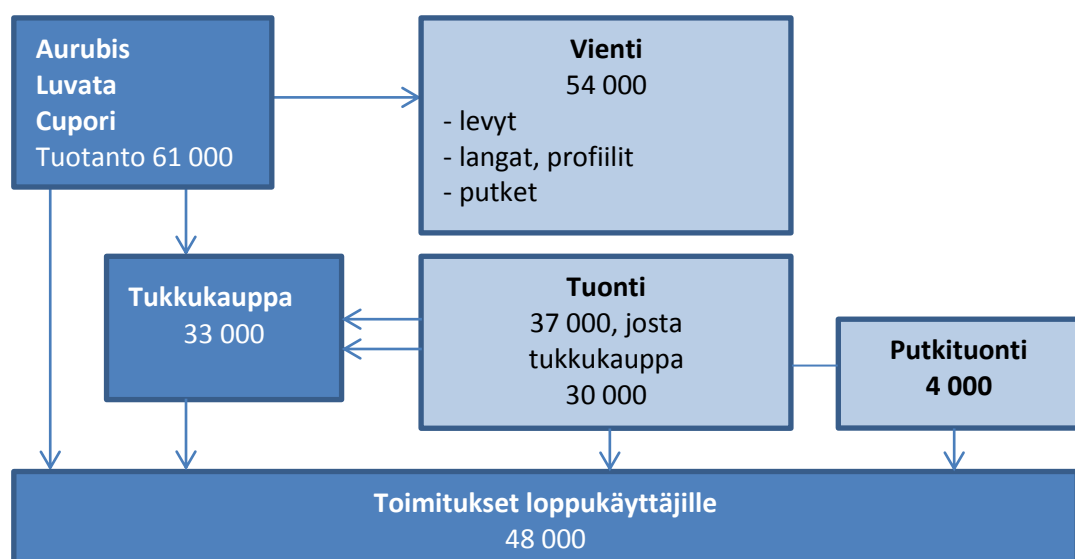 Aurubis
Luvata
Cupori
Tuotanto 61 000
Vienti
54 000
- levyt
- langat, profiilit
- putket
Tukkukauppa
33 000
Tuonti
37 000, josta
tukkukauppa
30 000
Putkituonti
4 000
Toimitukset loppukäyttäjille
48 000